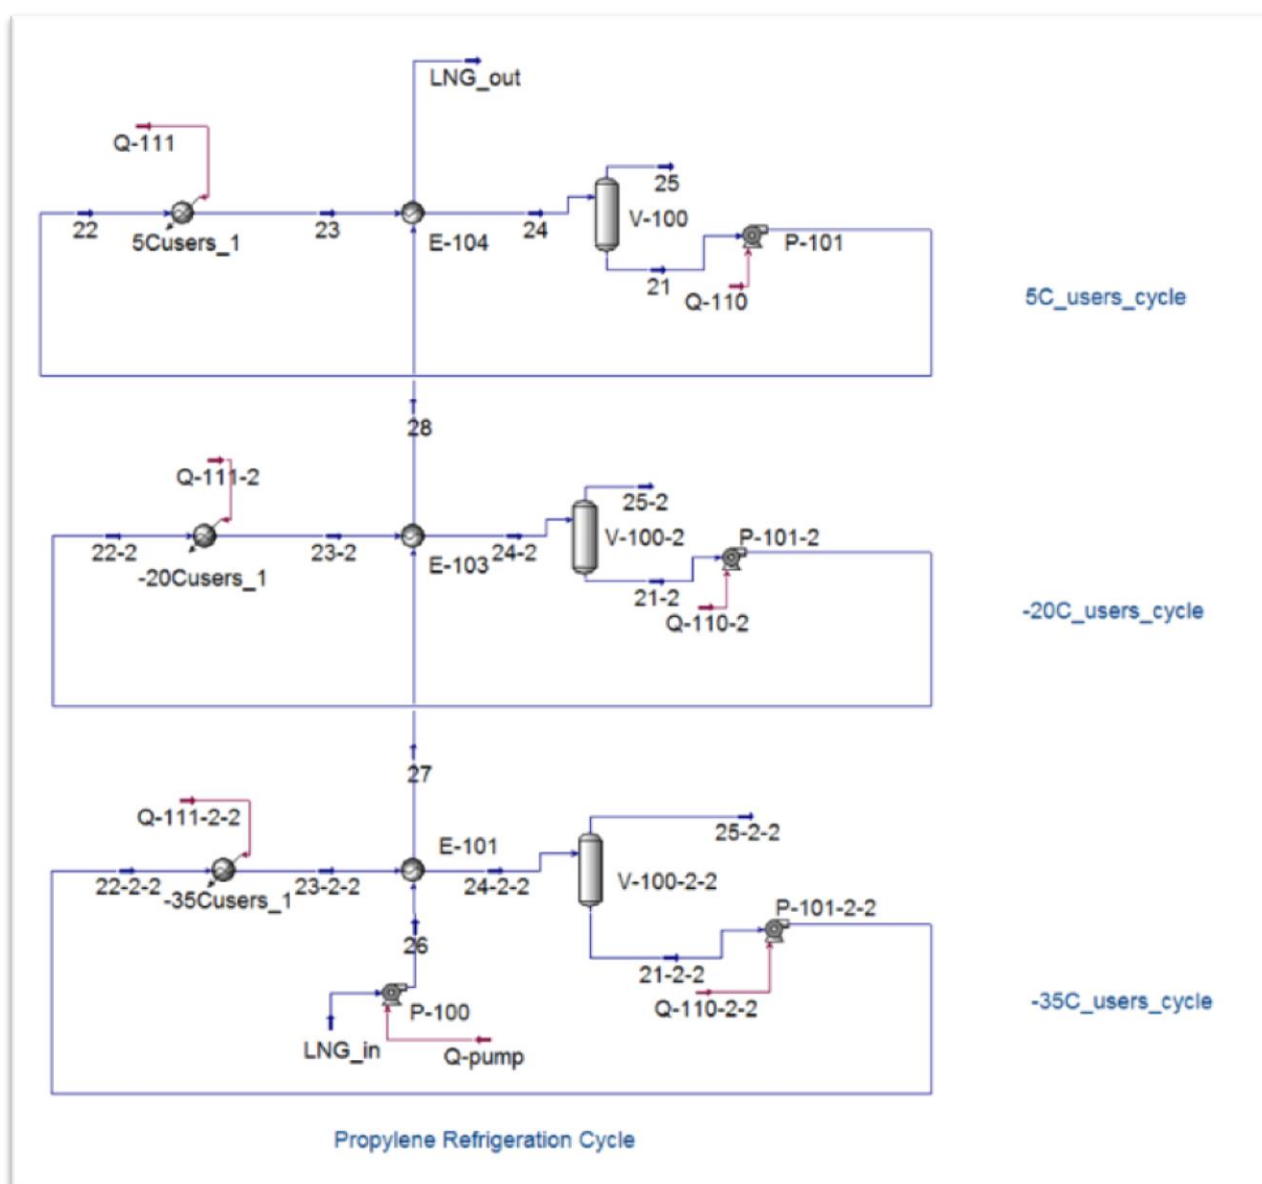 LNG_out
Q-111
25
V-100
22
5Cusers_1
23
E-104
24
P-101
21
Q-110
5C_users_cycle
28
Q-111-2
25-2
22-2
-20Cusers_1
23-2
E-103
24-2
V-100-2
P-101-2
21-2
Q-110-2
-20C_users_cycle
27
Q-111-2-2
25-2-2
E-101
22-2-2
-35Cusers_1
23-2-2
24-2-2
V-100-2-2
P-101-2-2
26
21-2-2
Q-110-2-2
-35C_users_cycle
P-100
LNG_in
Q-pump
Propylene Refrigeration Cycle